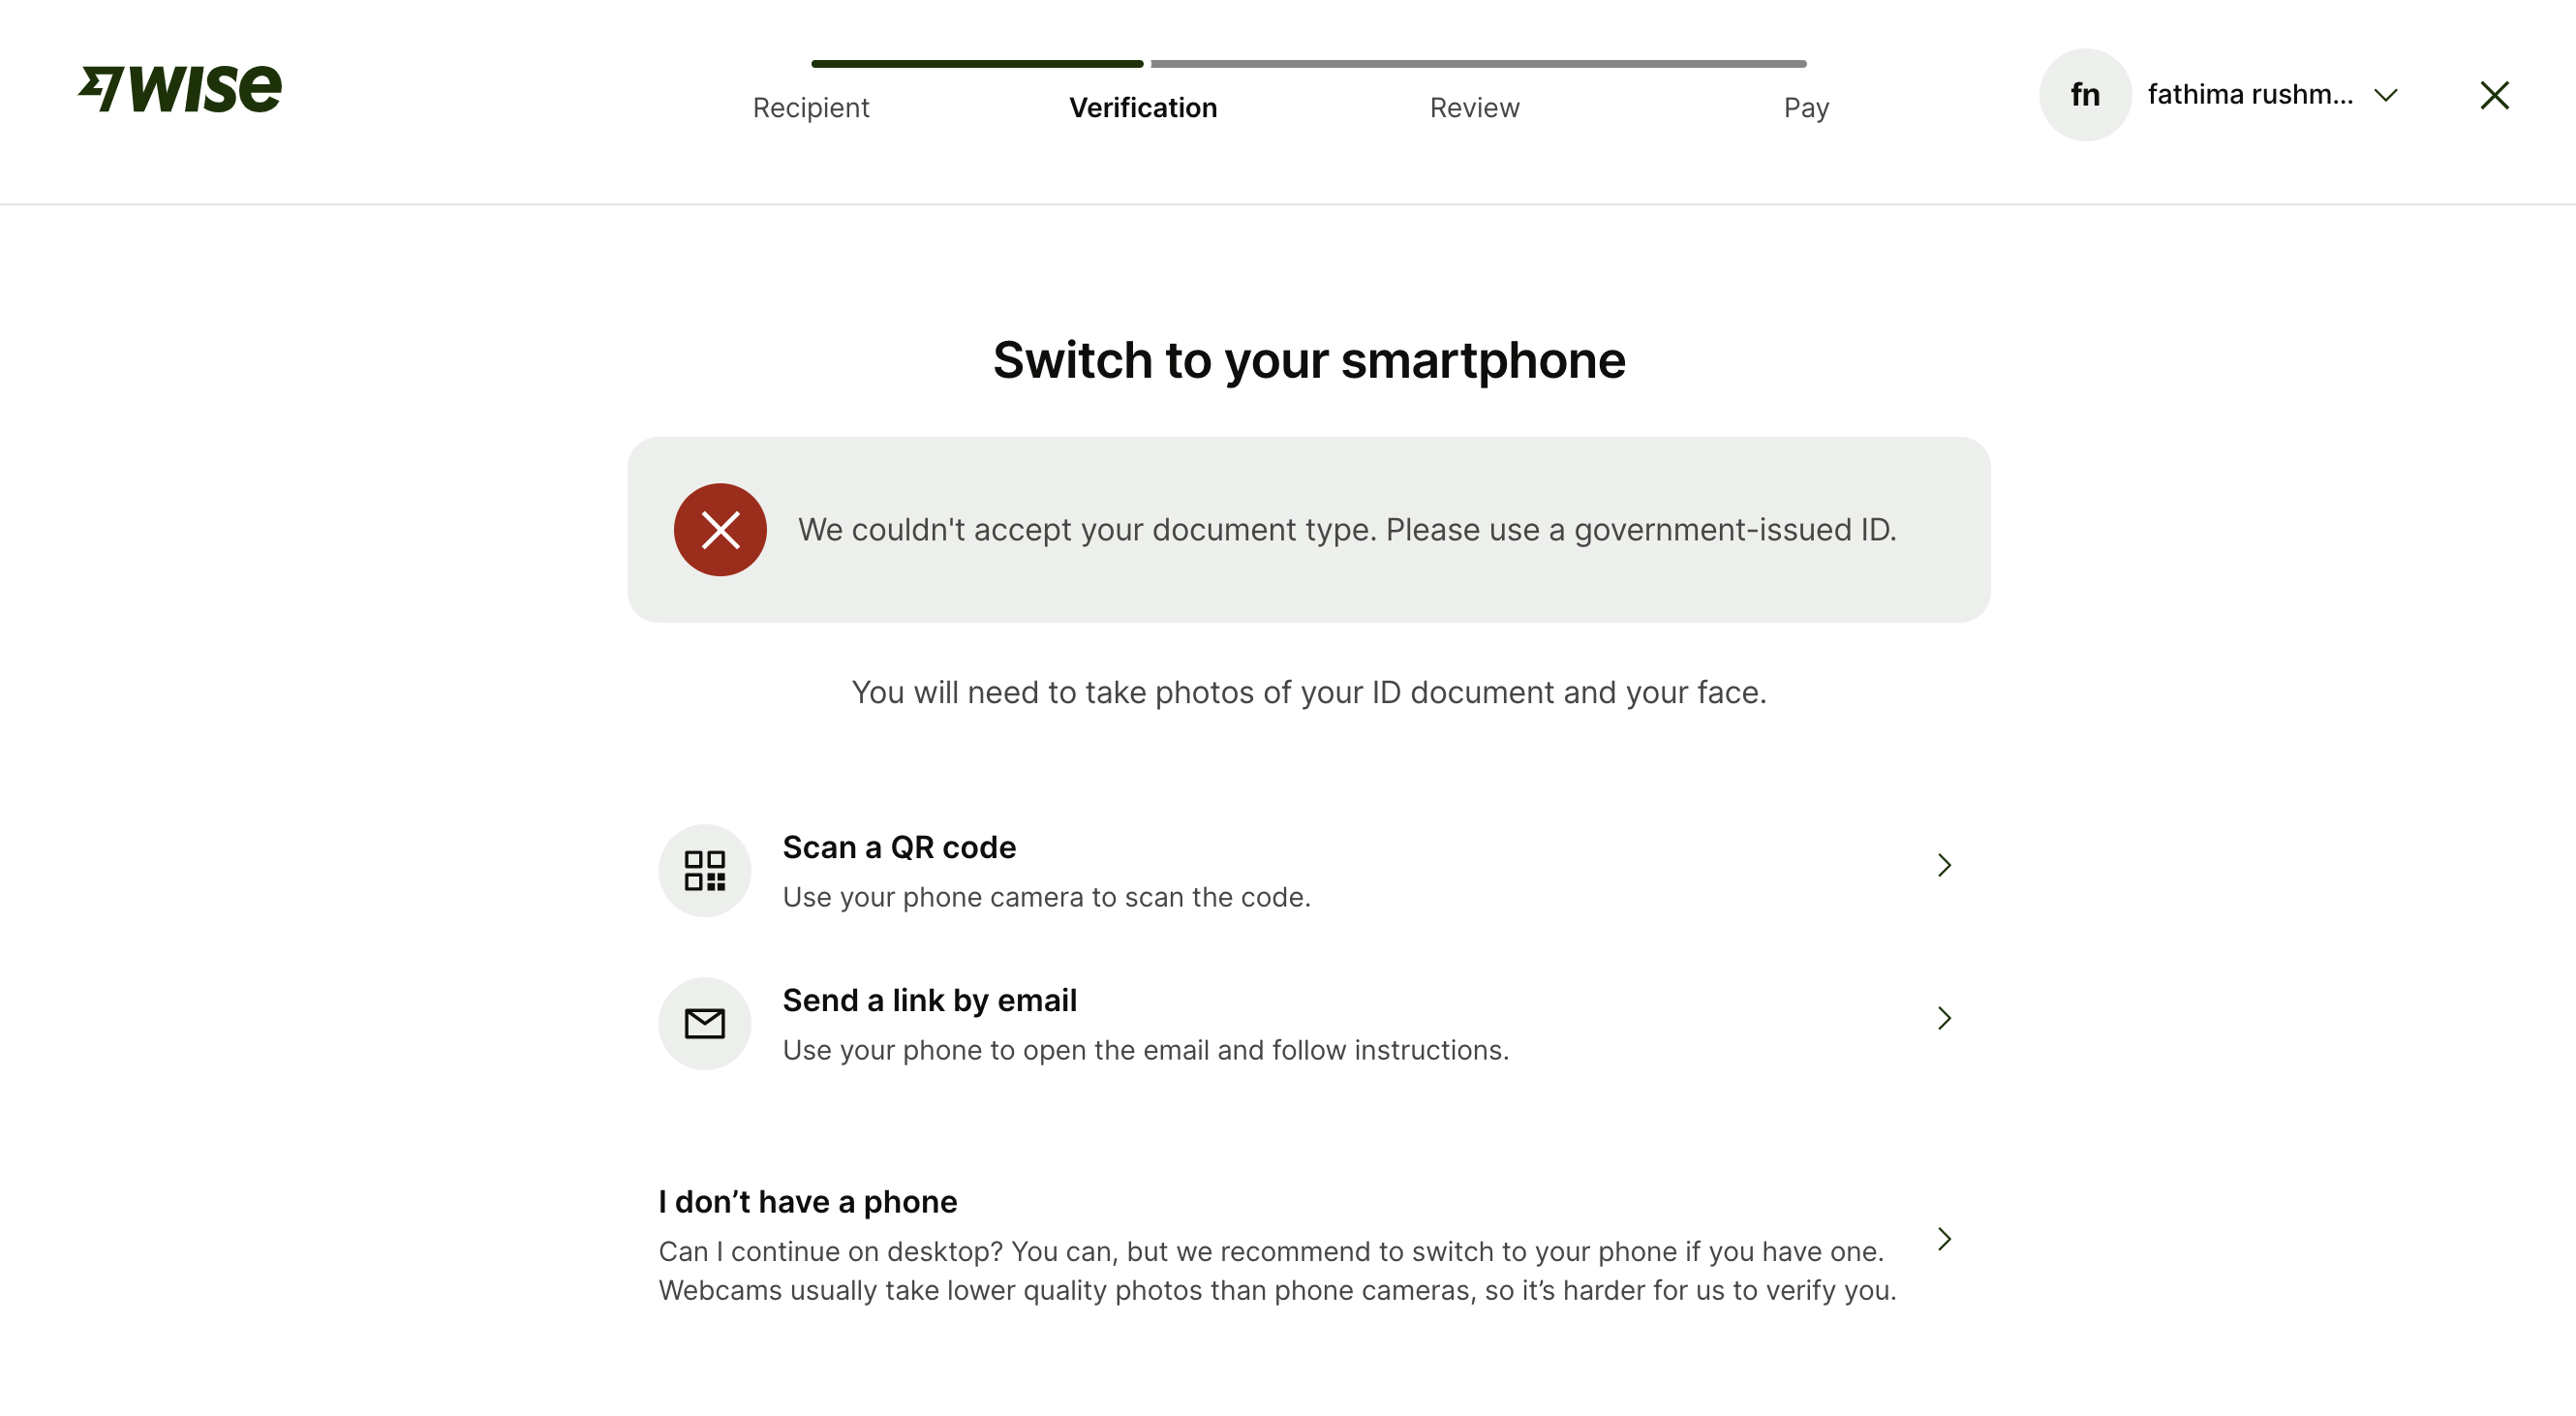 WISE
Recipient
Verification
Review
Pay
fn
fathima rushm...
Switch to your smartphone
We couldn't accept your document type. Please use a government-issued ID.
You will need to take photos of your ID document and your face.
Scan a QR code
Use your phone camera to scan the code.
Send a link by email
Use your phone to open the email and follow instructions.
I don’t have a phone
Can I continue on desktop? You can, but we recommend to switch to your phone if you have one.
Webcams usually take lower quality photos than phone cameras, so it’s harder for us to verify you.